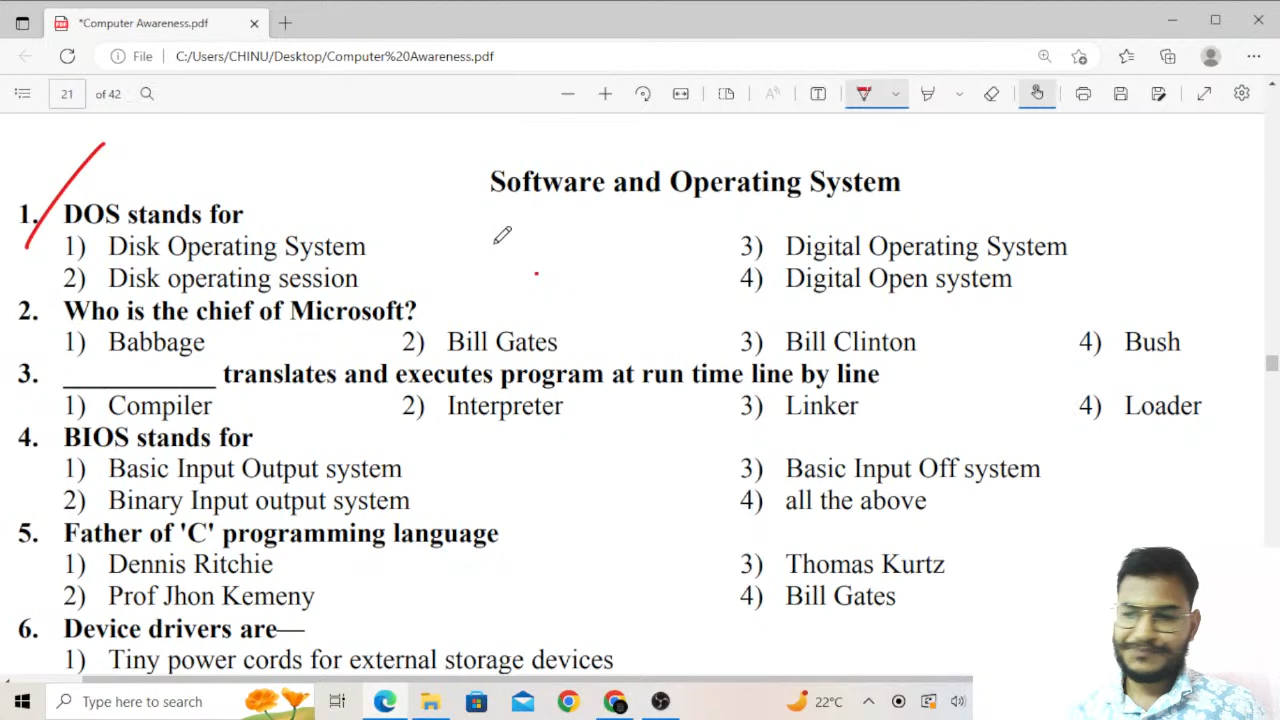 *Computer Awareness.pdf
File | C:/Users/CHINU/Desktop/Computer%20Awareness.pdf
21 of 42
Software and Operating System
1. DOS stands for
1) Disk Operating System 3) Digital Operating System
2) Disk operating session 4) Digital Open system
2. Who is the chief of Microsoft?
1) Babbage 2) Bill Gates 3) Bill Clinton 4) Bush
3. ___________ translates and executes program at run time line by line
1) Compiler 2) Interpreter 3) Linker 4) Loader
4. BIOS stands for
1) Basic Input Output system 3) Basic Input Off system
2) Binary Input output system 4) all the above
5. Father of 'C' programming language
1) Dennis Ritchie 3) Thomas Kurtz
2) Prof Jhon Kemeny 4) Bill Gates
6. Device drivers are—
1) Tiny power cords for external storage devices
Type here to search 22°C